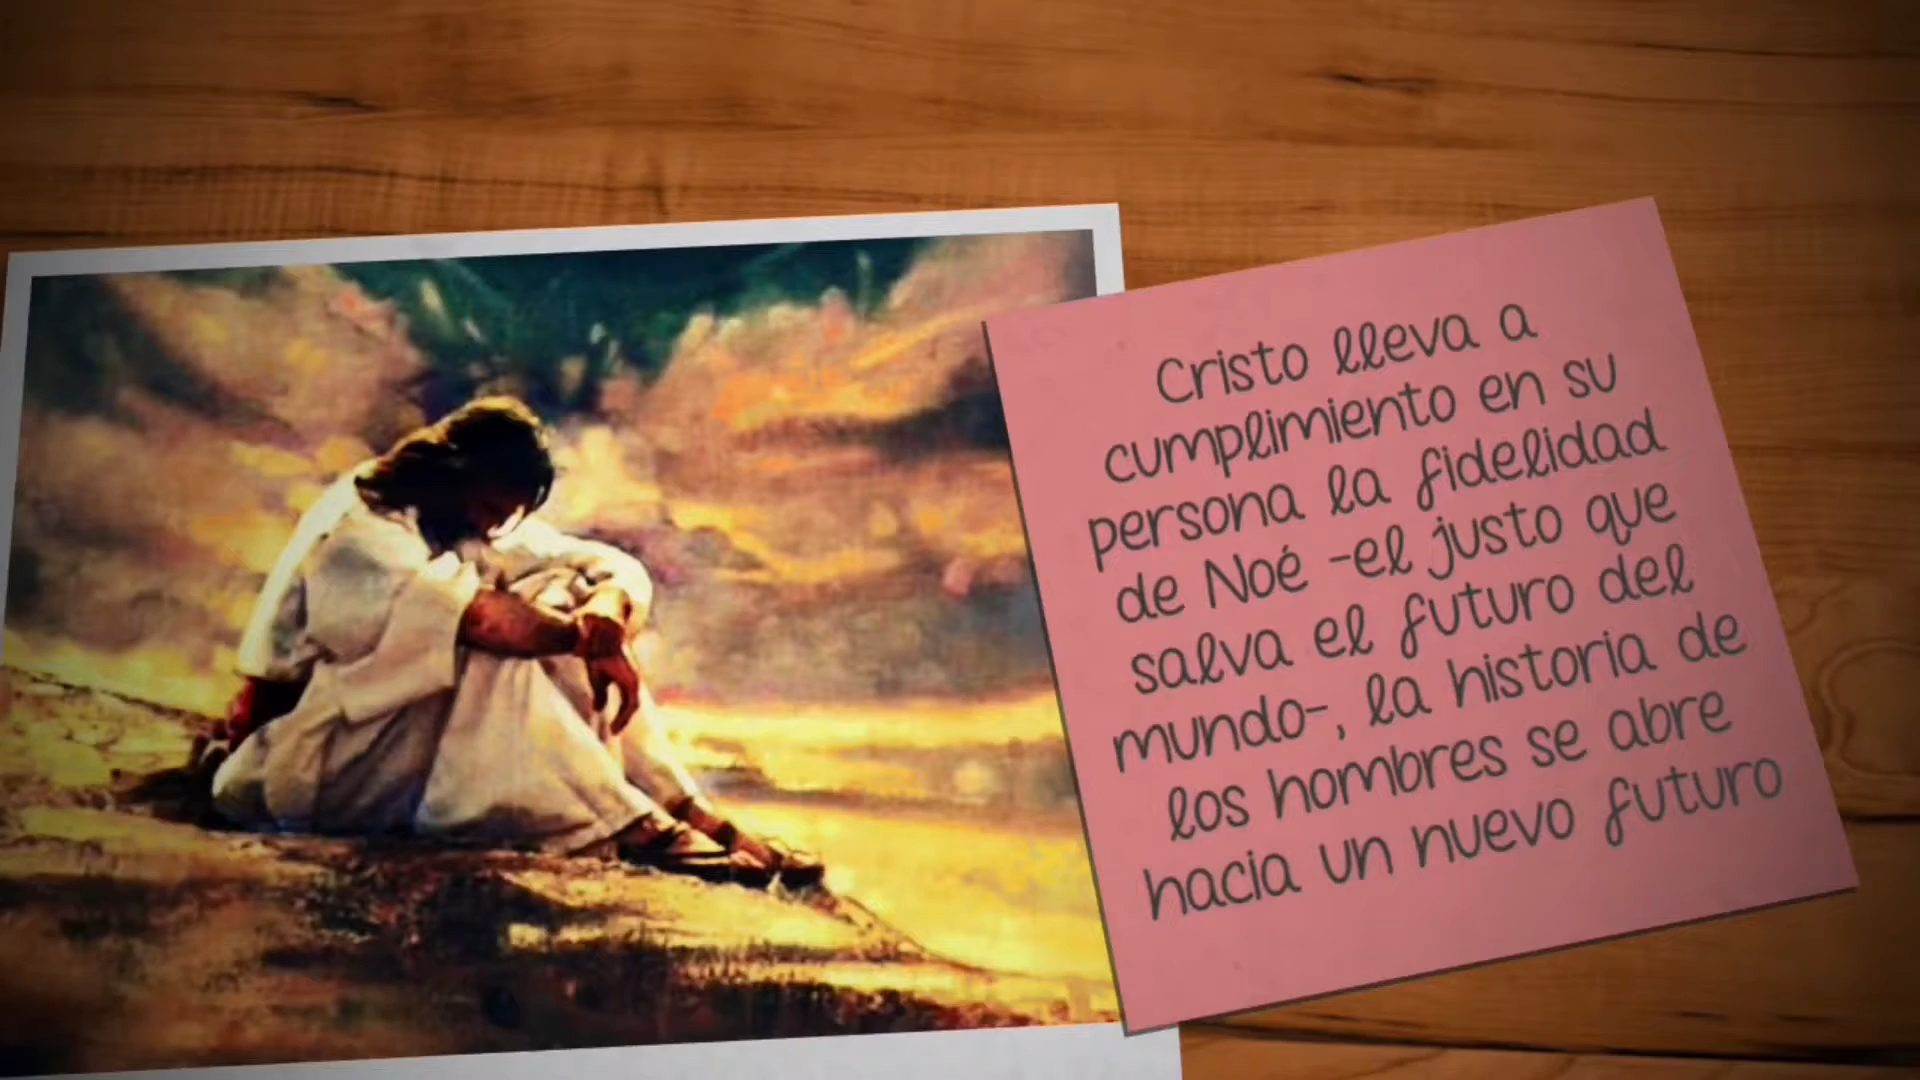 Cristo lleva a
cumplimiento en su
persona la fidelidad
de Noé -el justo que
salva el futuro del
mundo-, la historia de
los hombres se abre
hacia un nuevo futuro